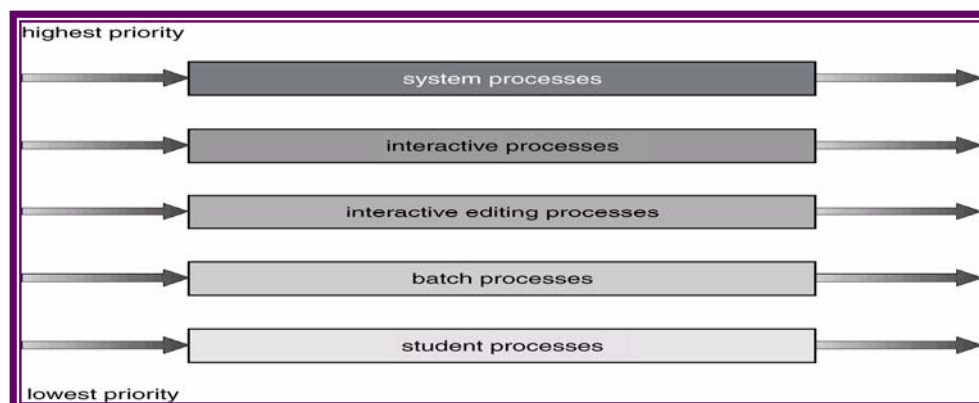 highest priority
system processes
interactive processes
interactive editing processes
batch processes
student processes
lowest priority